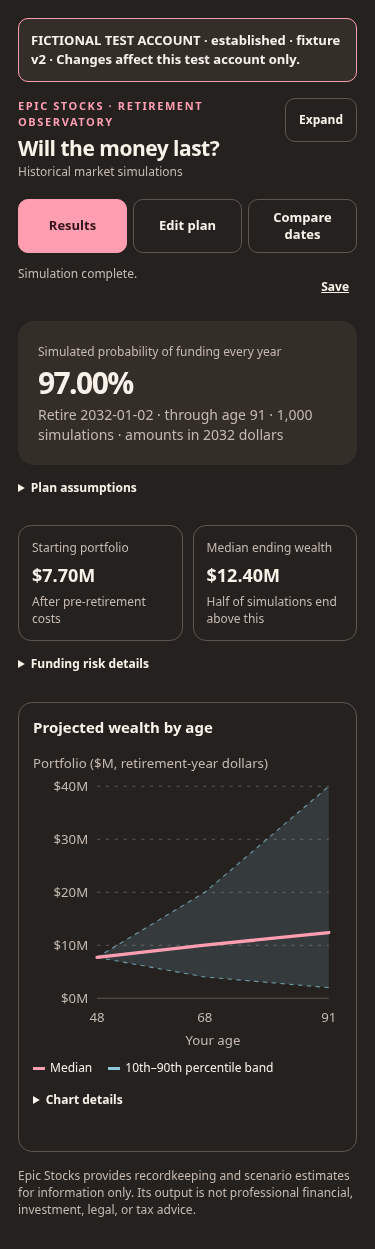 FICTIONAL TEST ACCOUNT · established · fixture
v2 · Changes affect this test account only.
EPIC STOCKS · RETIREMENT
OBSERVATORY
Expand
Will the money last?
Historical market simulations
Results
Edit plan
Compare
dates
Simulation complete.
Save
Simulated probability of funding every year
97.00%
Retire 2032-01-02 · through age 91 · 1,000
simulations · amounts in 2032 dollars
Plan assumptions
Starting portfolio
$7.70M
After pre-retirement
costs
Median ending wealth
$12.40M
Half of simulations end
above this
Funding risk details
Projected wealth by age
Portfolio ($M, retirement-year dollars)
$40M
$30M
$20M
$10M
$0M
48 68 91
Your age
Median 10th–90th percentile band
Chart details
Epic Stocks provides recordkeeping and scenario estimates
for information only. Its output is not professional financial,
investment, legal, or tax advice.